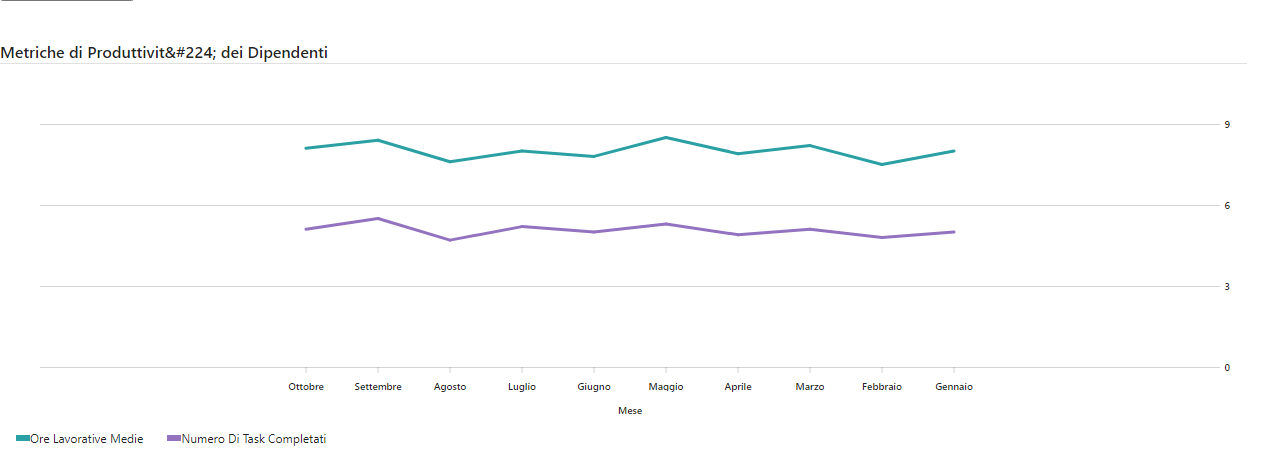 Metriche di Produttivit&#224; dei Dipendenti
9
6
3
0
Ottobre Settembre Agosto Luglio Giugno Maggio Aprile Marzo Febbraio Gennaio
Mese
Ore Lavorative Medie Numero Di Task Completati